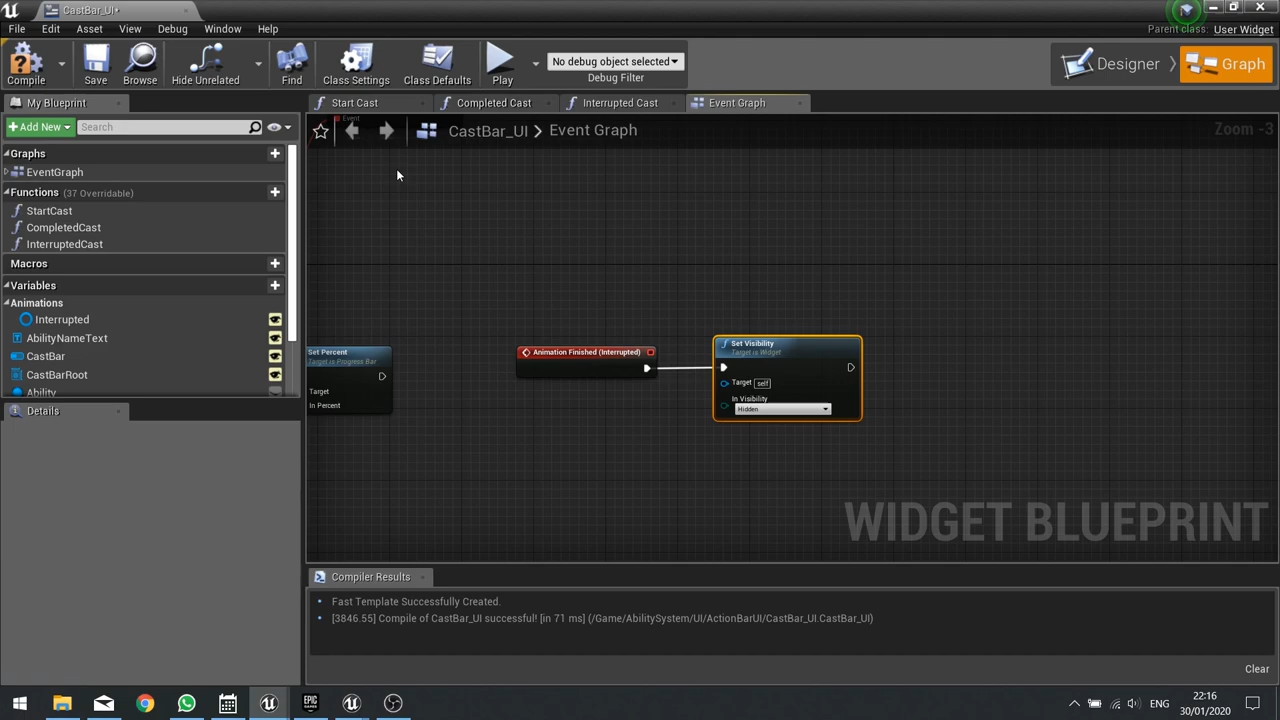 CastBar_UI*
File Edit Asset View Debug Window Help
Parent class: User Widget
Compile
Save
Browse
Hide Unrelated
Find
Class Settings
Class Defaults
Play
No debug object selected
Debug Filter
Designer
Graph
My Blueprint
Start Cast
Completed Cast
Interrupted Cast
Event Graph
Add New
Search
Event
CastBar_UI > Event Graph
Zoom -3
Graphs
EventGraph
Functions (37 Overridable)
StartCast
CompletedCast
InterruptedCast
Macros
Variables
Animations
Interrupted
AbilityNameText
CastBar
CastBarRoot
Ability
Details
Set Percent
Target is Progress Bar
Target
In Percent
Animation Finished (Interrupted)
Set Visibility
Target is Widget
Target self
In Visibility
Hidden
WIDGET BLUEPRINT
Compiler Results
Fast Template Successfully Created.
[3846.55] Compile of CastBar_UI successful! [in 71 ms] (/Game/AbilitySystem/UI/ActionBarUI/CastBar_UI.CastBar_UI)
Clear
EPIC GAMES
ENG
22:16
30/01/2020